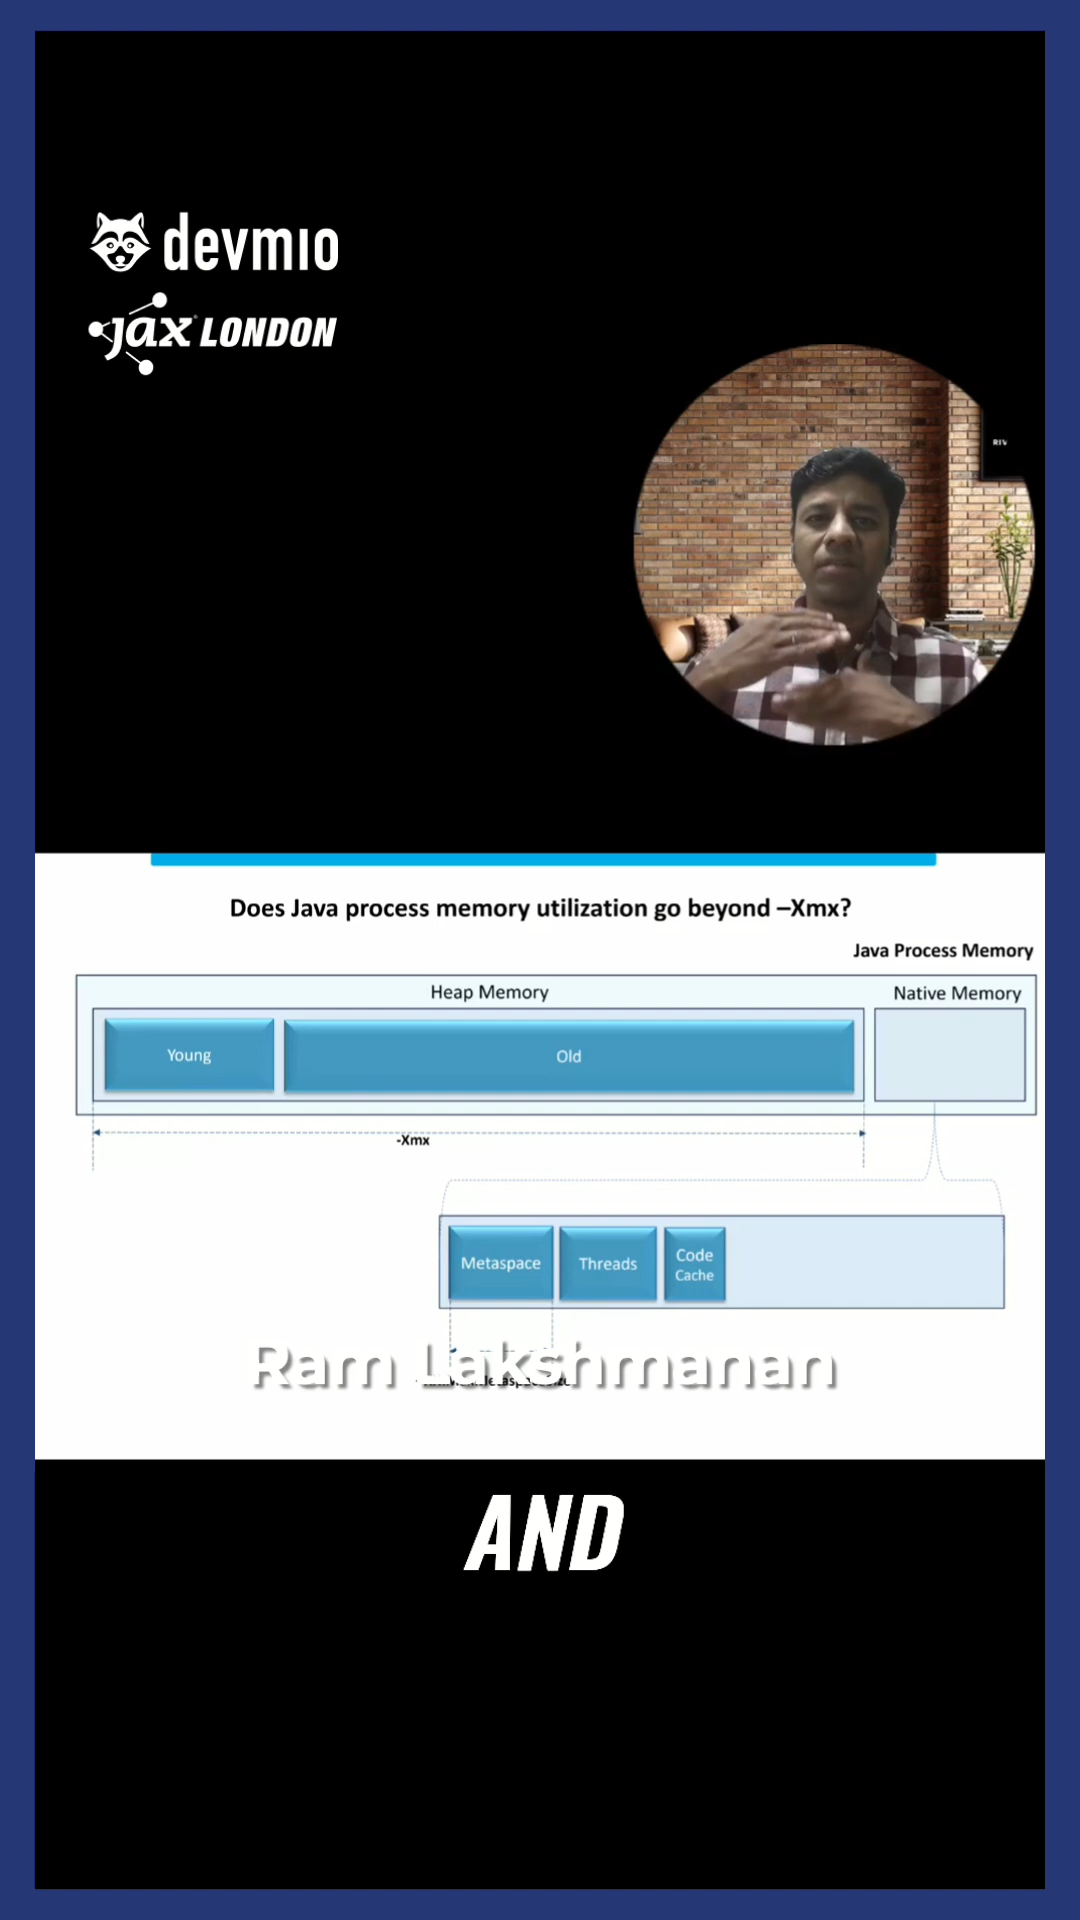 devmio
jax LONDON
RIV
Does Java process memory utilization go beyond –Xmx?
Java Process Memory
Heap Memory
Native Memory
Young
Old
-Xmx
Metaspace
Threads
Code
Cache
Ram Lakshmanan
AND